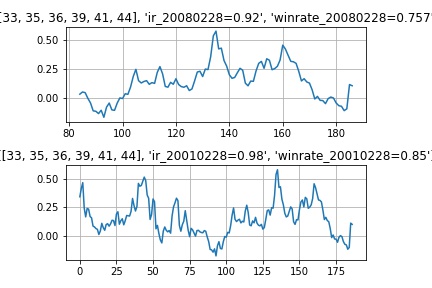 [33, 35, 36, 39, 41, 44], 'ir_20080228=0.92', 'winrate_20080228=0.757'
0.50
0.25
0.00
80 100 120 140 160 180
[[33, 35, 36, 39, 41, 44], 'ir_20010228=0.98', 'winrate_20010228=0.85']
0.50
0.25
0.00
0 25 50 75 100 125 150 175